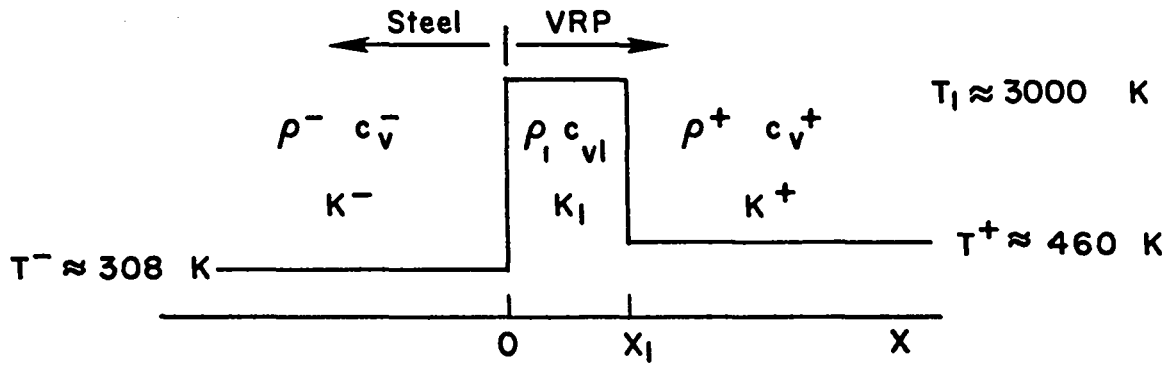 Steel VRP
T₁ ≈ 3000 K
ρ⁻ c_v⁻ ρ₁ c_v1 ρ⁺ c_v⁺
K⁻ K₁ K⁺
T⁻ ≈ 308 K T⁺ ≈ 460 K
0 X₁ X